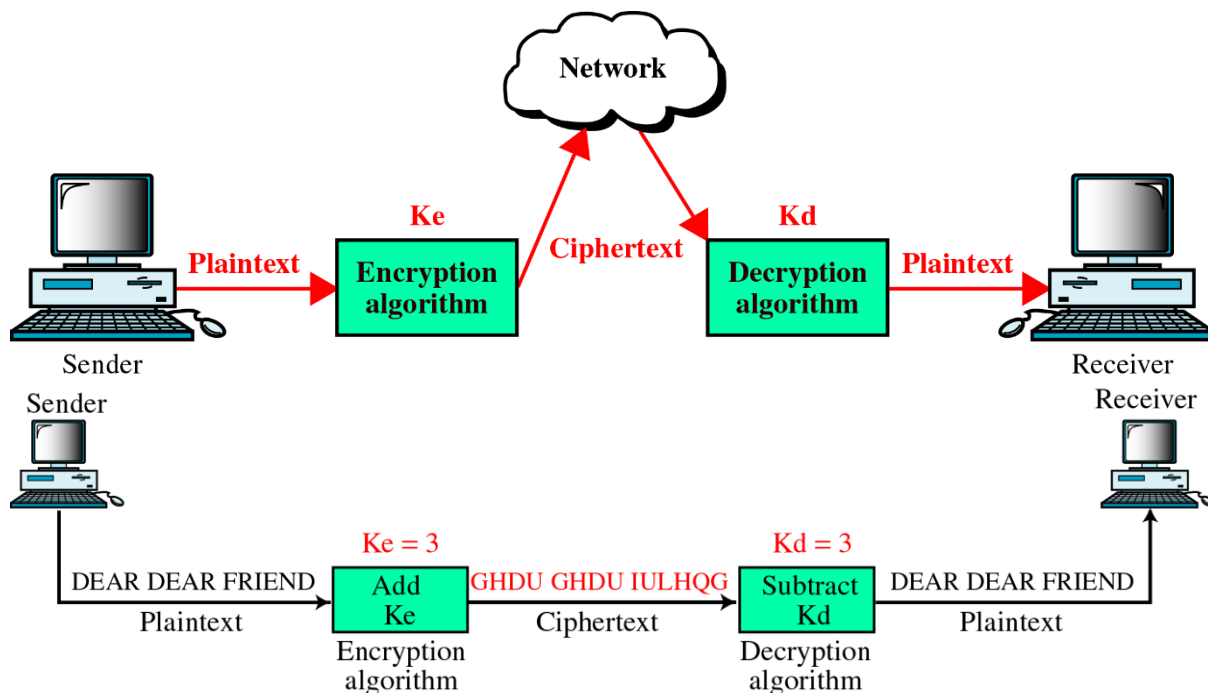 Network
Ke
Kd
Plaintext
Encryption
algorithm
Ciphertext
Decryption
algorithm
Plaintext
Sender
Receiver
Sender
Receiver
Ke = 3
Kd = 3
DEAR DEAR FRIEND
Add
Ke
GHDU GHDU IULHQG
Subtract
Kd
DEAR DEAR FRIEND
Plaintext
Ciphertext
Plaintext
Encryption
algorithm
Decryption
algorithm